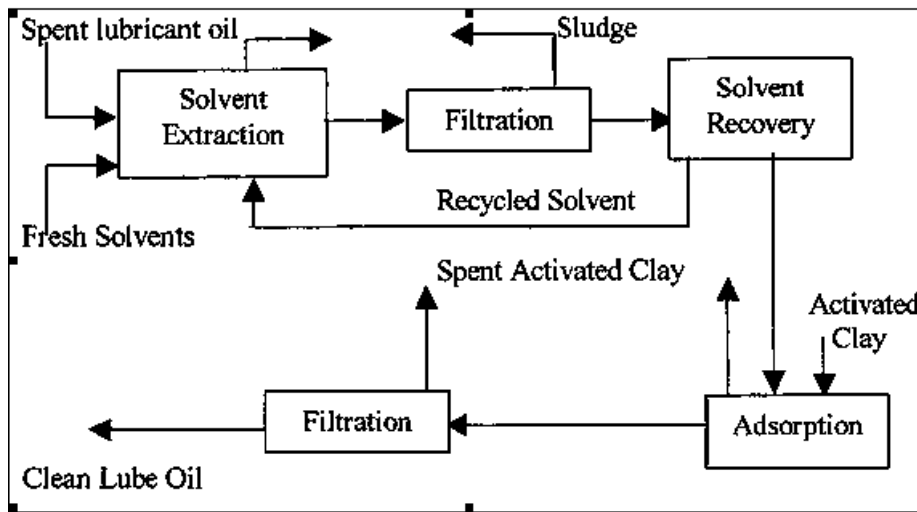 Spent lubricant oil
Sludge
Solvent
Extraction
Filtration
Solvent
Recovery
Recycled Solvent
Fresh Solvents
Spent Activated Clay
Activated
Clay
Filtration
Adsorption
Clean Lube Oil